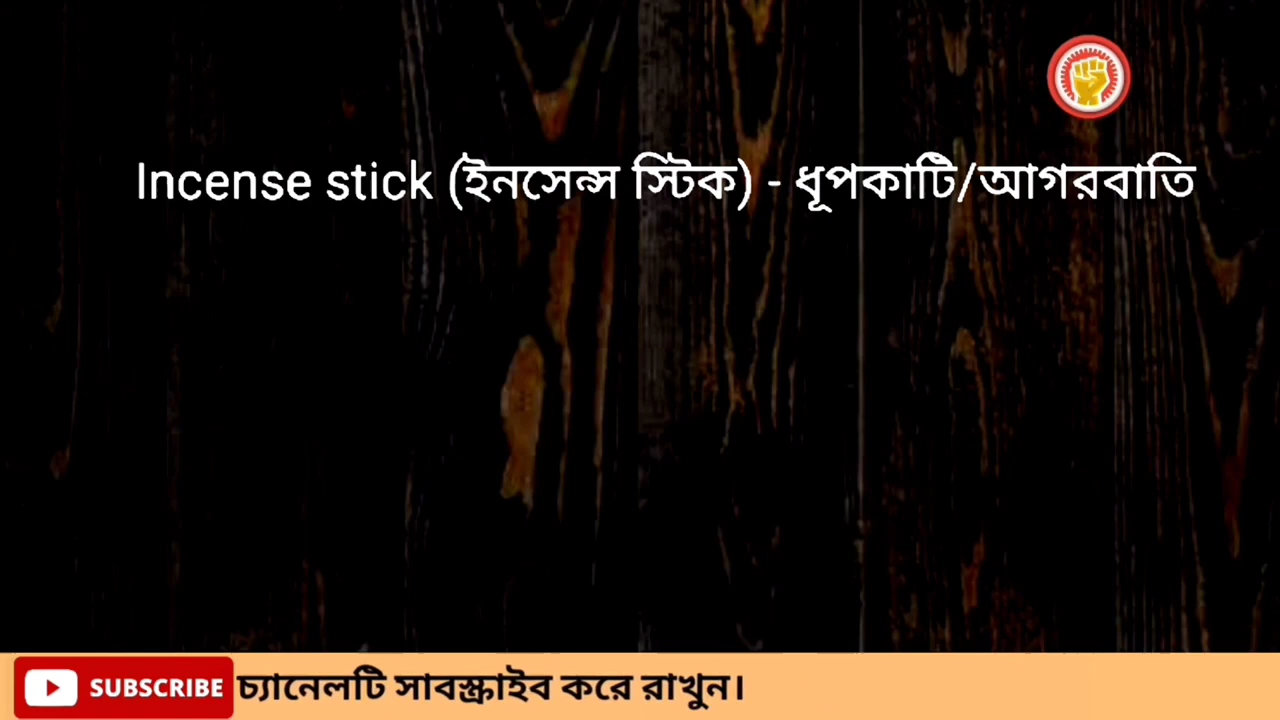 Incense stick (ইনসেন্স স্টিক) - ধূপকাটি/আগরবাতি
SUBSCRIBE চ্যানেলটি সাবস্ক্রাইব করে রাখুন।